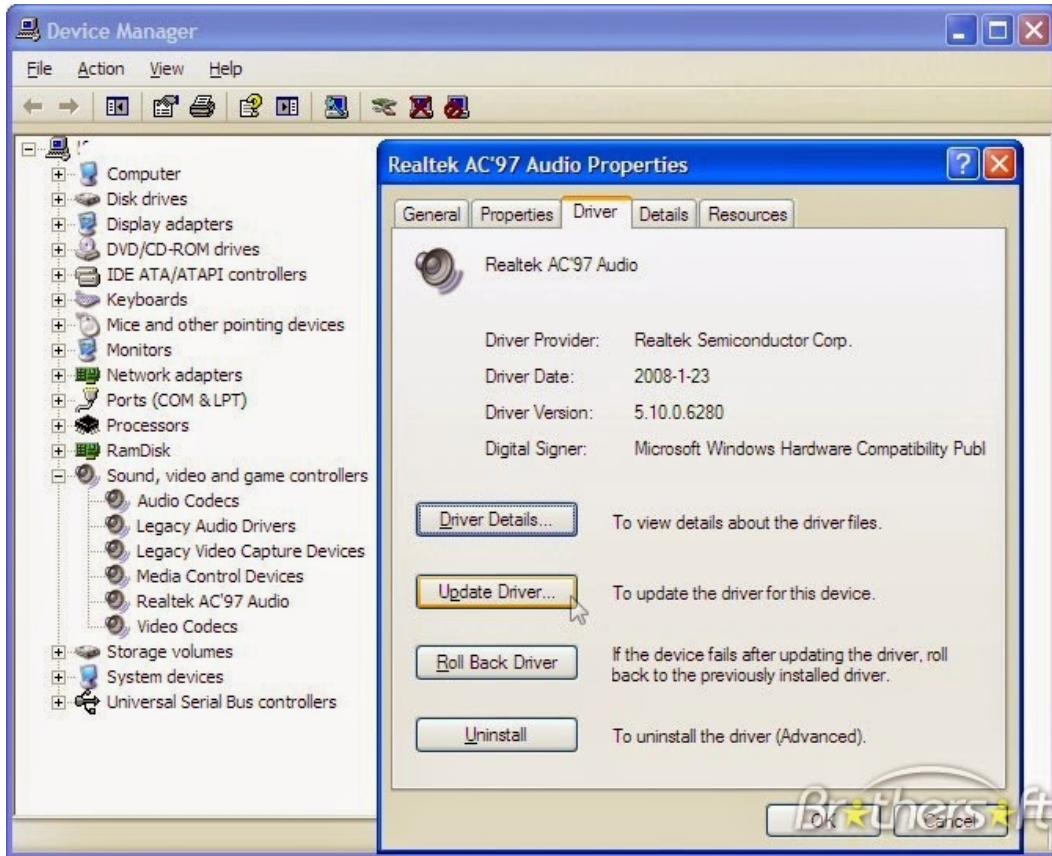 Device Manager
File Action View Help
Computer
Disk drives
Display adapters
DVD/CD-ROM drives
IDE ATA/ATAPI controllers
Keyboards
Mice and other pointing devices
Monitors
Network adapters
Ports (COM & LPT)
Processors
RamDisk
Sound, video and game controllers
Audio Codecs
Legacy Audio Drivers
Legacy Video Capture Devices
Media Control Devices
Realtek AC'97 Audio
Video Codecs
Storage volumes
System devices
Universal Serial Bus controllers
Realtek AC'97 Audio Properties
General Properties Driver Details Resources
Realtek AC'97 Audio
Driver Provider: Realtek Semiconductor Corp.
Driver Date: 2008-1-23
Driver Version: 5.10.0.6280
Digital Signer: Microsoft Windows Hardware Compatibility Publ
Driver Details... To view details about the driver files.
Update Driver... To update the driver for this device.
Roll Back Driver If the device fails after updating the driver, roll
back to the previously installed driver.
Uninstall To uninstall the driver (Advanced).
OK Cancel
Brothersoft